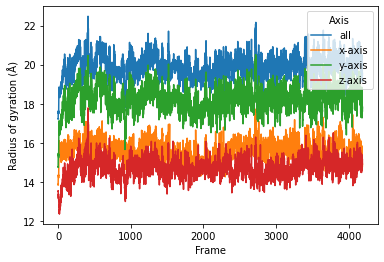 Axis
all
x-axis
y-axis
z-axis
22
20
18
16
14
12
Radius of gyration (Å)
0
1000
2000
3000
4000
Frame